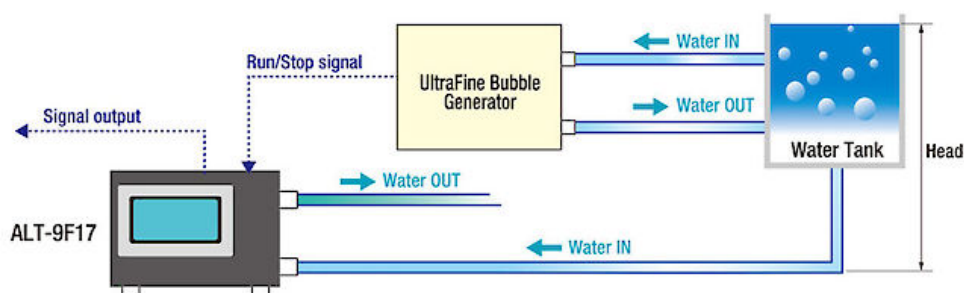 Water IN
Run/Stop signal
UltraFine Bubble
Generator
Water OUT
Signal output
Water Tank
Head
Water OUT
ALT-9F17
Water IN